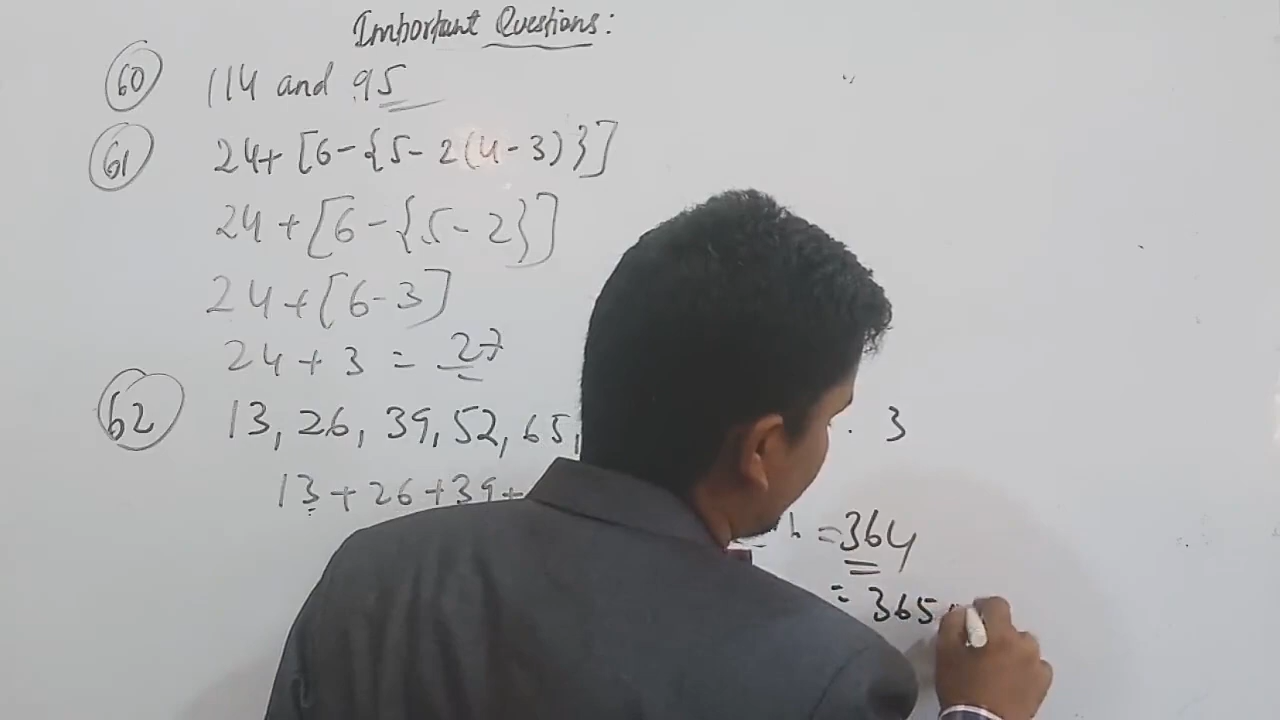 Important Questions:
60 114 and 95
61 24+[6-{5-2(4-3)}]
24+[6-{5-2}]
24+[6-3]
24+3 = 27
62 13, 26, 39, 52, 65, . 3
13+26+39+ =364
= 365